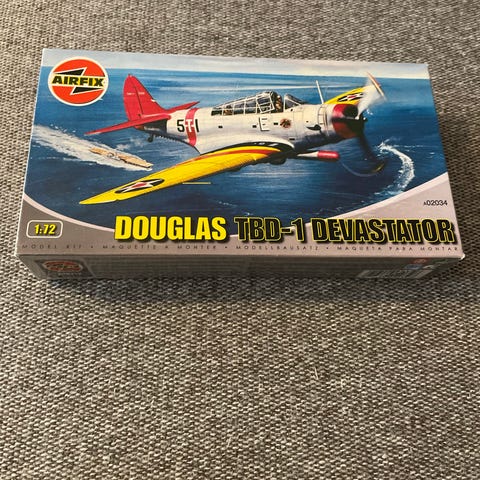 AIRFIX
5-T-1
E
A02034
1:72
DOUGLAS TBD-1 DEVASTATOR
MODEL KIT • MAQUETTE A MONTER • MODELLBAUSATZ • MAQUETA PARA MONTAR